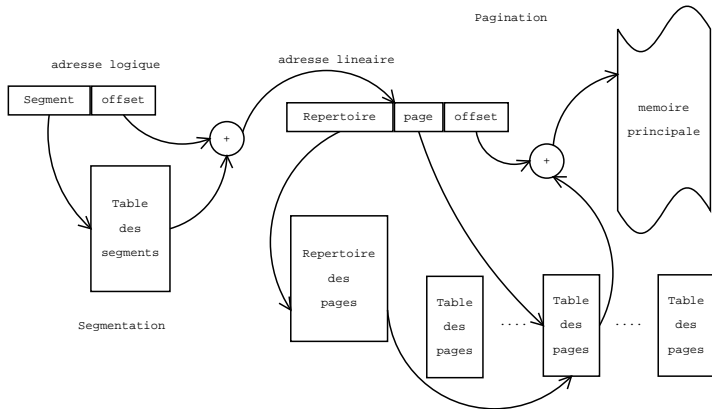 Pagination
adresse logique
adresse lineaire
Segment
offset
Repertoire
page
offset
+
+
memoire
principale
Table
des
segments
Repertoire
des
pages
Table
des
pages
....
Table
des
pages
....
Table
des
pages
Segmentation